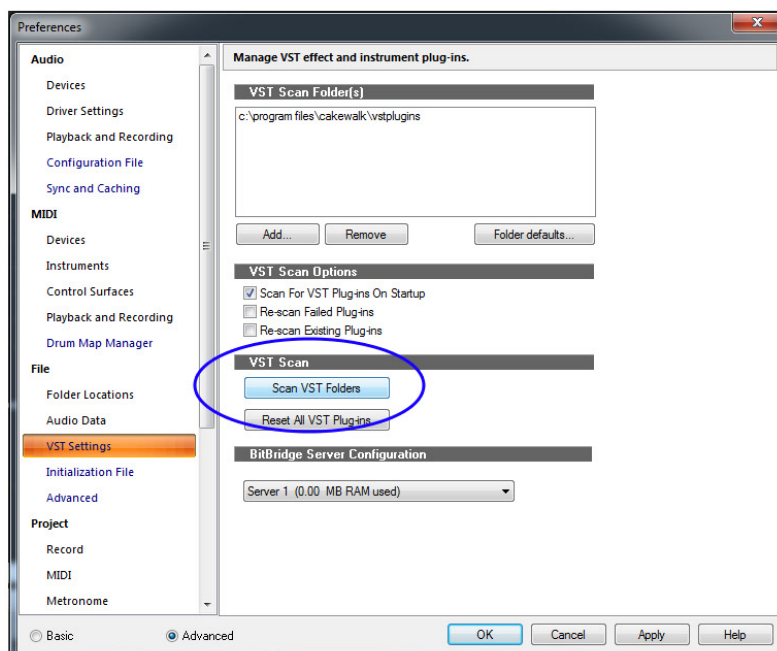 Preferences
Audio
Devices
Driver Settings
Playback and Recording
Configuration File
Sync and Caching
MIDI
Devices
Instruments
Control Surfaces
Playback and Recording
Drum Map Manager
File
Folder Locations
Audio Data
VST Settings
Initialization File
Advanced
Project
Record
MIDI
Metronome
Basic
Advanced
Manage VST effect and instrument plug-ins.
VST Scan Folder(s)
c:\program files\cakewalk\vstplugins
Add...
Remove
Folder defaults...
VST Scan Options
Scan For VST Plug-ins On Startup
Re-scan Failed Plug-ins
Re-scan Existing Plug-ins
VST Scan
Scan VST Folders
Reset All VST Plug-ins
BitBridge Server Configuration
Server 1 (0.00 MB RAM used)
OK
Cancel
Apply
Help